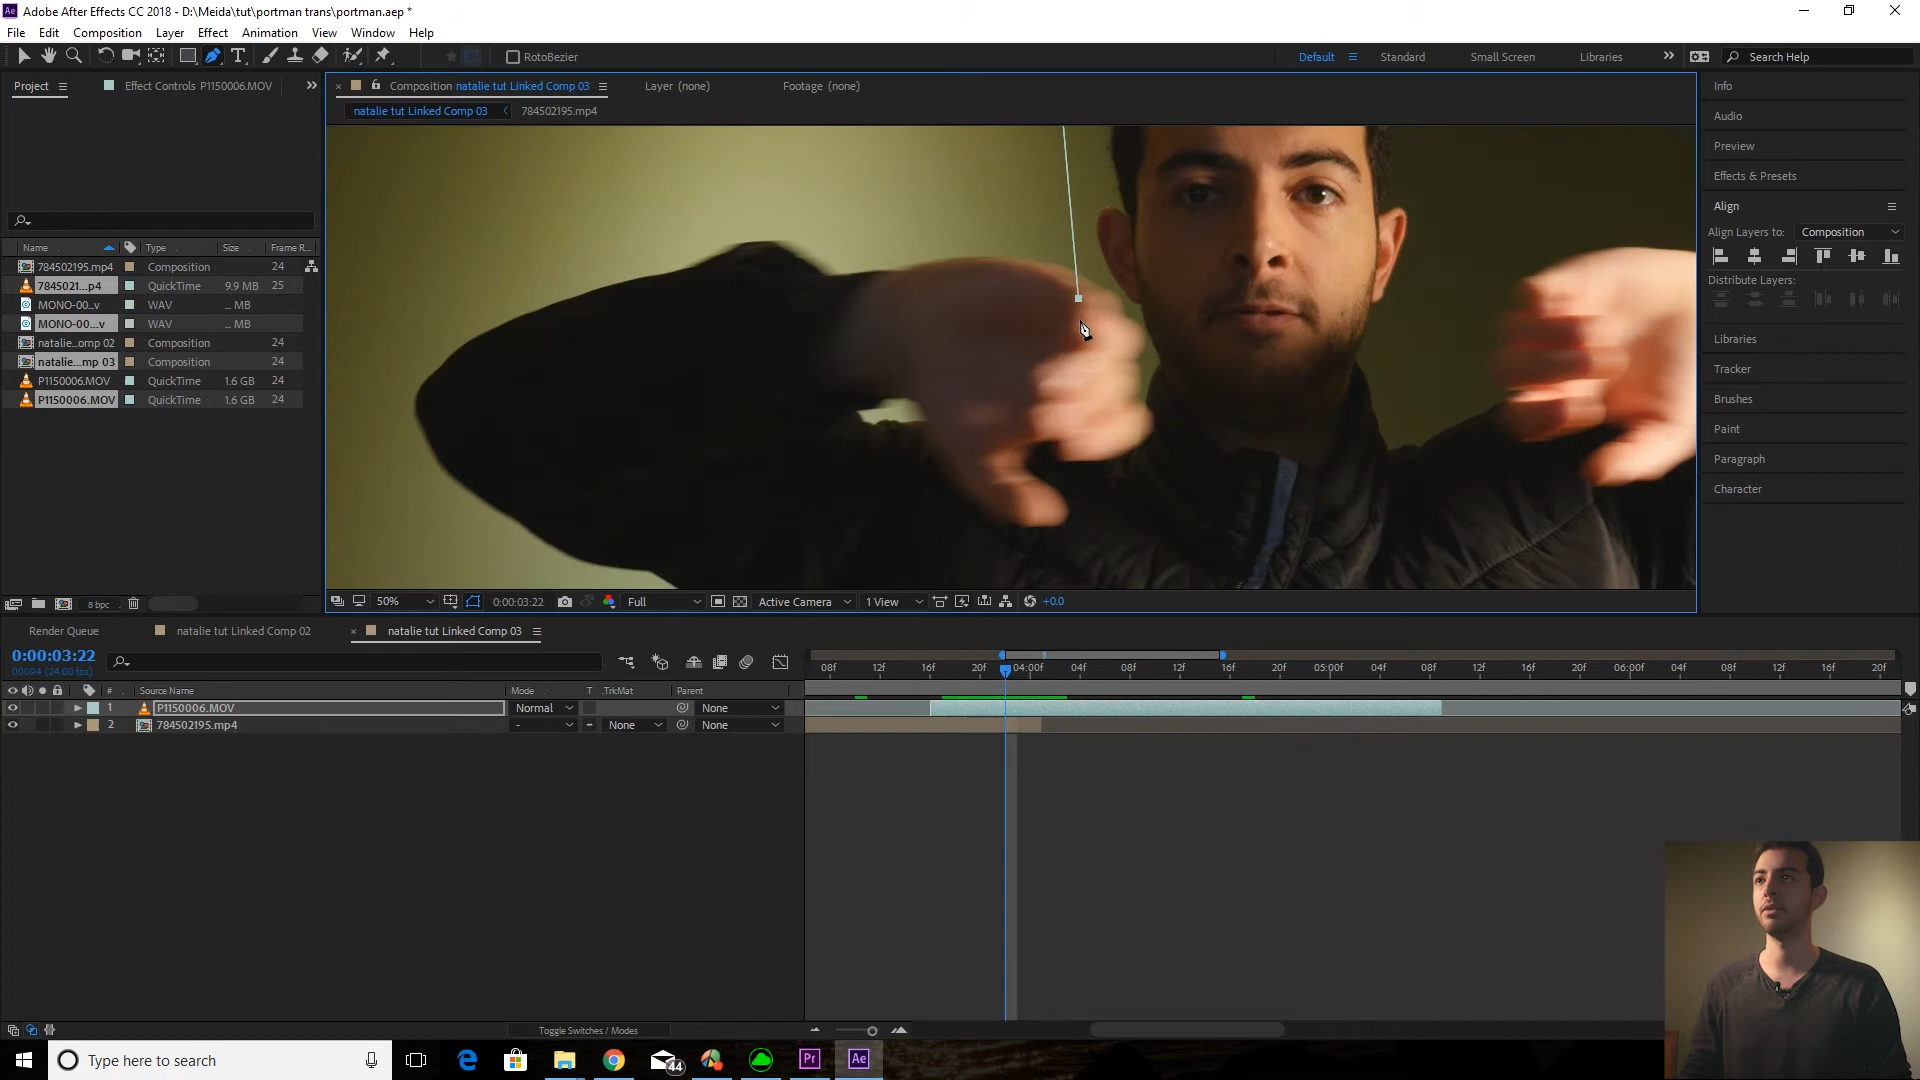 Ae Adobe After Effects CC 2018 - D:\Meida\tut\portman trans\portman.aep *
File Edit Composition Layer Effect Animation View Window Help
T RotoBezier Default Standard Small Screen Libraries Search Help
Project Effect Controls P1150006.MOV
Composition natalie tut Linked Comp 03 Layer (none) Footage (none)
natalie tut Linked Comp 03 784502195.mp4
Name Type Size Frame R...
784502195.mp4 Composition 24
7845021...p4 QuickTime 9.9 MB 25
MONO-00...v WAV ... MB
MONO-00...v WAV ... MB
natalie...omp 02 Composition 24
natalie...mp 03 Composition 24
P1150006.MOV QuickTime 1.6 GB 24
P1150006.MOV QuickTime 1.6 GB 24
8 bpc
50% 0:00:03:22 Full Active Camera 1 View +0.0
Info
Audio
Preview
Effects & Presets
Align
Align Layers to: Composition
Distribute Layers:
Libraries
Tracker
Brushes
Paint
Paragraph
Character
Render Queue natalie tut Linked Comp 02 natalie tut Linked Comp 03
0:00:03:22
00094 (24.00 fps)
08f 12f 16f 20f 04:00f 04f 08f 12f 16f 20f 05:00f 04f 08f 12f 16f 20f 06:00f 04f 08f 12f 16f 20f
# Source Name Mode T .TrkMat Parent
1 P1150006.MOV Normal None
2 784502195.mp4 - None None
Toggle Switches / Modes
Type here to search 44 Pr Ae